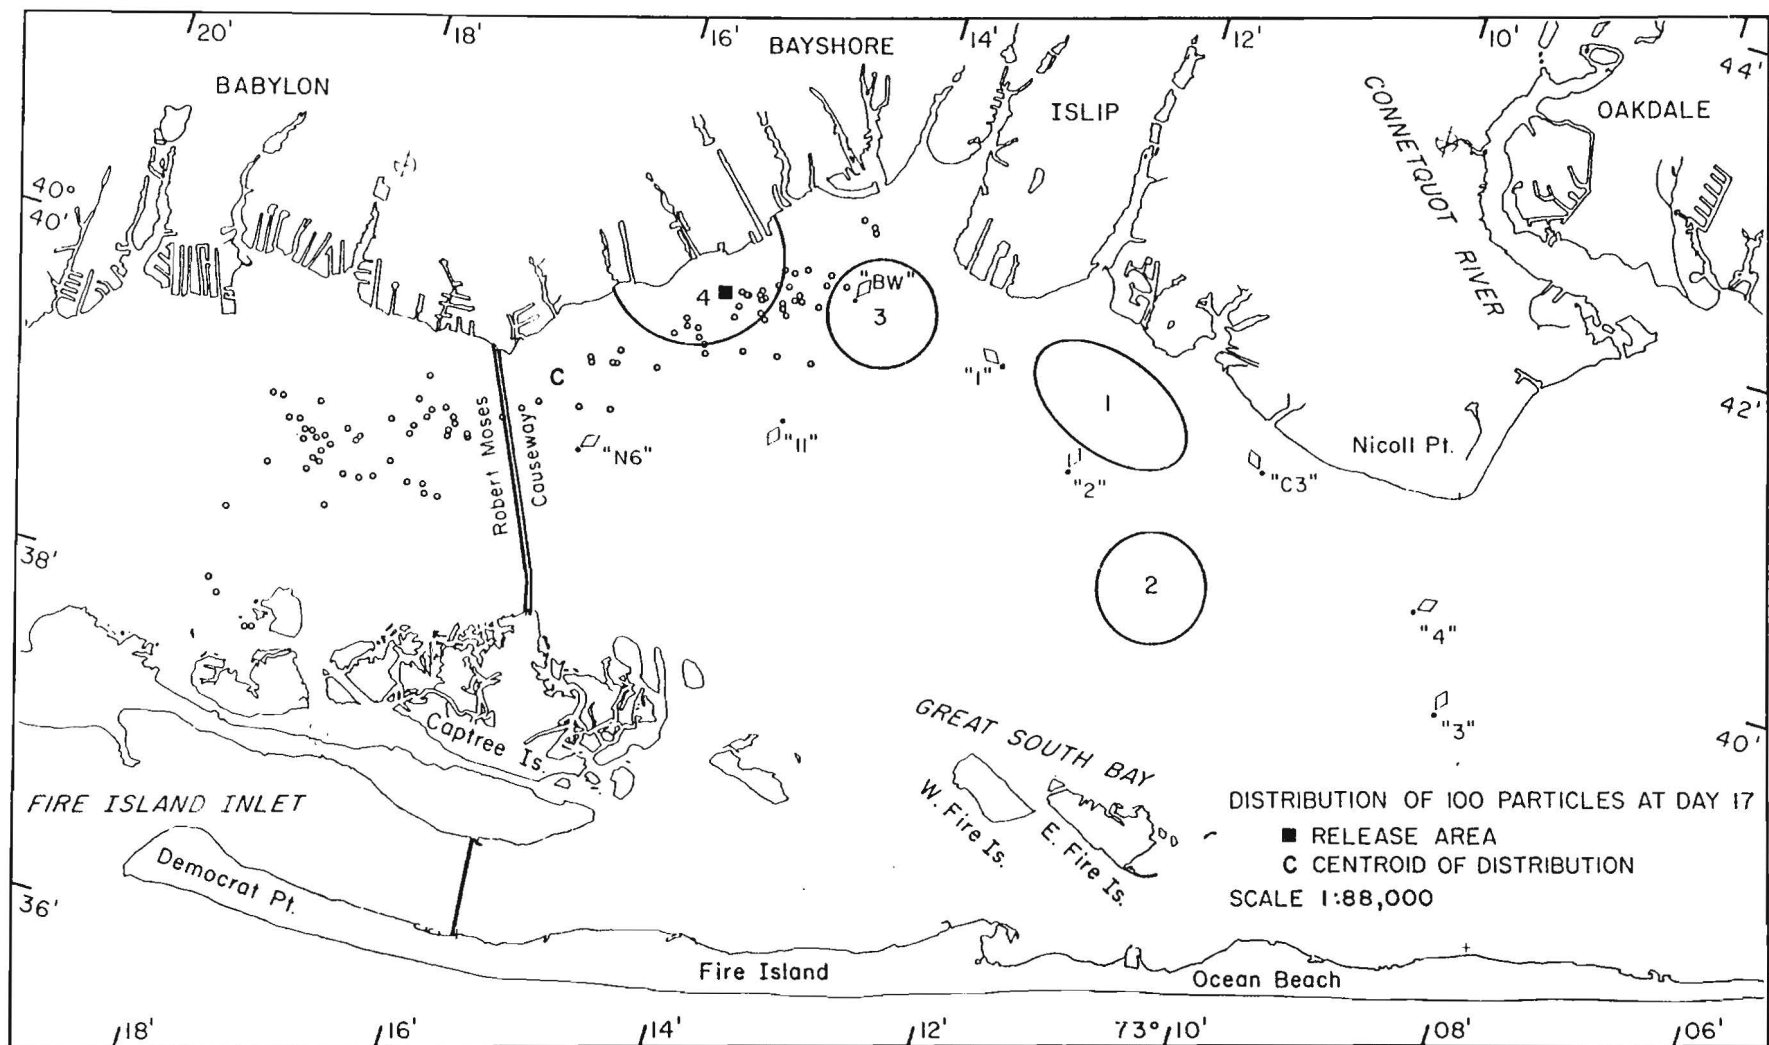 20'
18'
16'
14'
12'
10'
44'
BAYSHORE
BABYLON
ISLIP
OAKDALE
CONNETQUOT RIVER
40°
40'
4
"BW"
3
"1"
1
C
42'
Robert Moses
Causeway
"N6"
"11"
"2"
"C3"
Nicoll Pt.
38'
2
"4"
"3"
40'
Captree Is.
GREAT SOUTH BAY
W. Fire Is.
E. Fire Is.
FIRE ISLAND INLET
Democrat Pt.
DISTRIBUTION OF 100 PARTICLES AT DAY 17
RELEASE AREA
C CENTROID OF DISTRIBUTION
SCALE 1:88,000
36'
Fire Island
Ocean Beach
18'
16'
14'
12'
73° 10'
08'
06'